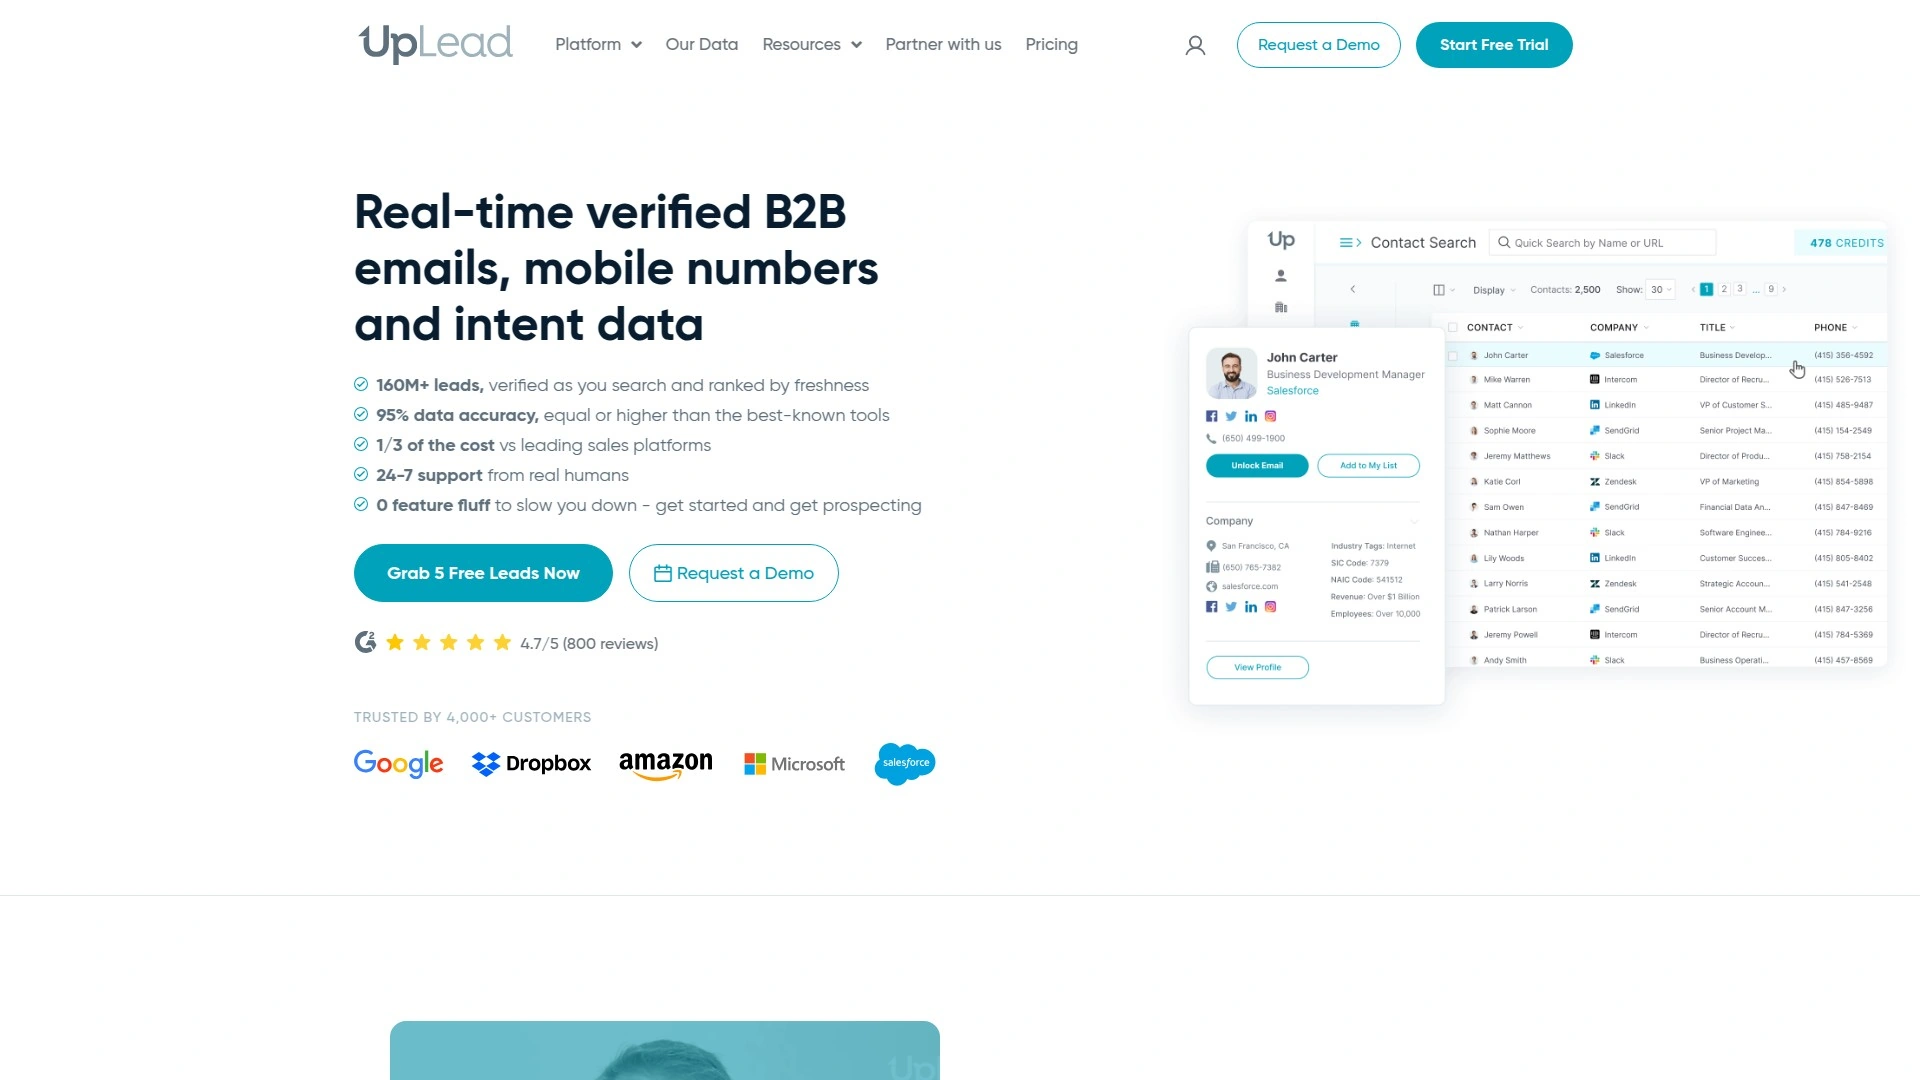 UpLead
Platform
Our Data
Resources
Partner with us
Pricing
Request a Demo
Start Free Trial
Real-time verified B2B
emails, mobile numbers
and intent data
160M+ leads, verified as you search and ranked by freshness
95% data accuracy, equal or higher than the best-known tools
1/3 of the cost vs leading sales platforms
24-7 support from real humans
0 feature fluff to slow you down - get started and get prospecting
Grab 5 Free Leads Now
Request a Demo
4.7/5 (800 reviews)
TRUSTED BY 4,000+ CUSTOMERS
Google
Dropbox
amazon
Microsoft
salesforce
Up
Contact Search
Quick Search by Name or URL
478 CREDITS
Display
Contacts: 2,500
Show: 30
1 2 3 ... 9
CONTACT COMPANY TITLE PHONE
John Carter Salesforce Business Develop... (415) 356-4592
Mike Warren Intercom Director of Recru... (415) 526-7513
Matt Cannon LinkedIn VP of Customer S... (415) 485-9487
Sophie Moore SendGrid Senior Project Ma... (415) 154-2549
Jeremy Matthews Slack Director of Produ... (415) 758-2154
Katie Corl Zendesk VP of Marketing (415) 854-5898
Sam Owen SendGrid Financial Data An... (415) 847-8469
Nathan Harper Slack Software Enginee... (415) 784-9216
Lily Woods LinkedIn Customer Succes... (415) 805-8402
Larry Norris Zendesk Strategic Accoun... (415) 541-2548
Patrick Larson SendGrid Senior Account M... (415) 847-3256
Jeremy Powell Intercom Director of Recru... (415) 784-5369
Andy Smith Slack Business Operati... (415) 457-8569
John Carter
Business Development Manager
Salesforce
(650) 499-1900
Unlock Email
Add to My List
Company
San Francisco, CA
(650) 765-7382
salesforce.com
Industry Tags: Internet
SIC Code: 7379
NAIC Code: 541512
Revenue: Over $1 Billion
Employees: Over 10,000
View Profile
Up